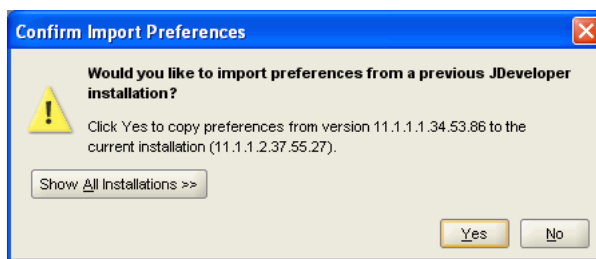 Confirm Import Preferences
Would you like to import preferences from a previous JDeveloper
installation?
Click Yes to copy preferences from version 11.1.1.1.34.53.86 to the
current installation (11.1.1.2.37.55.27).
Show All Installations >>
Yes
No